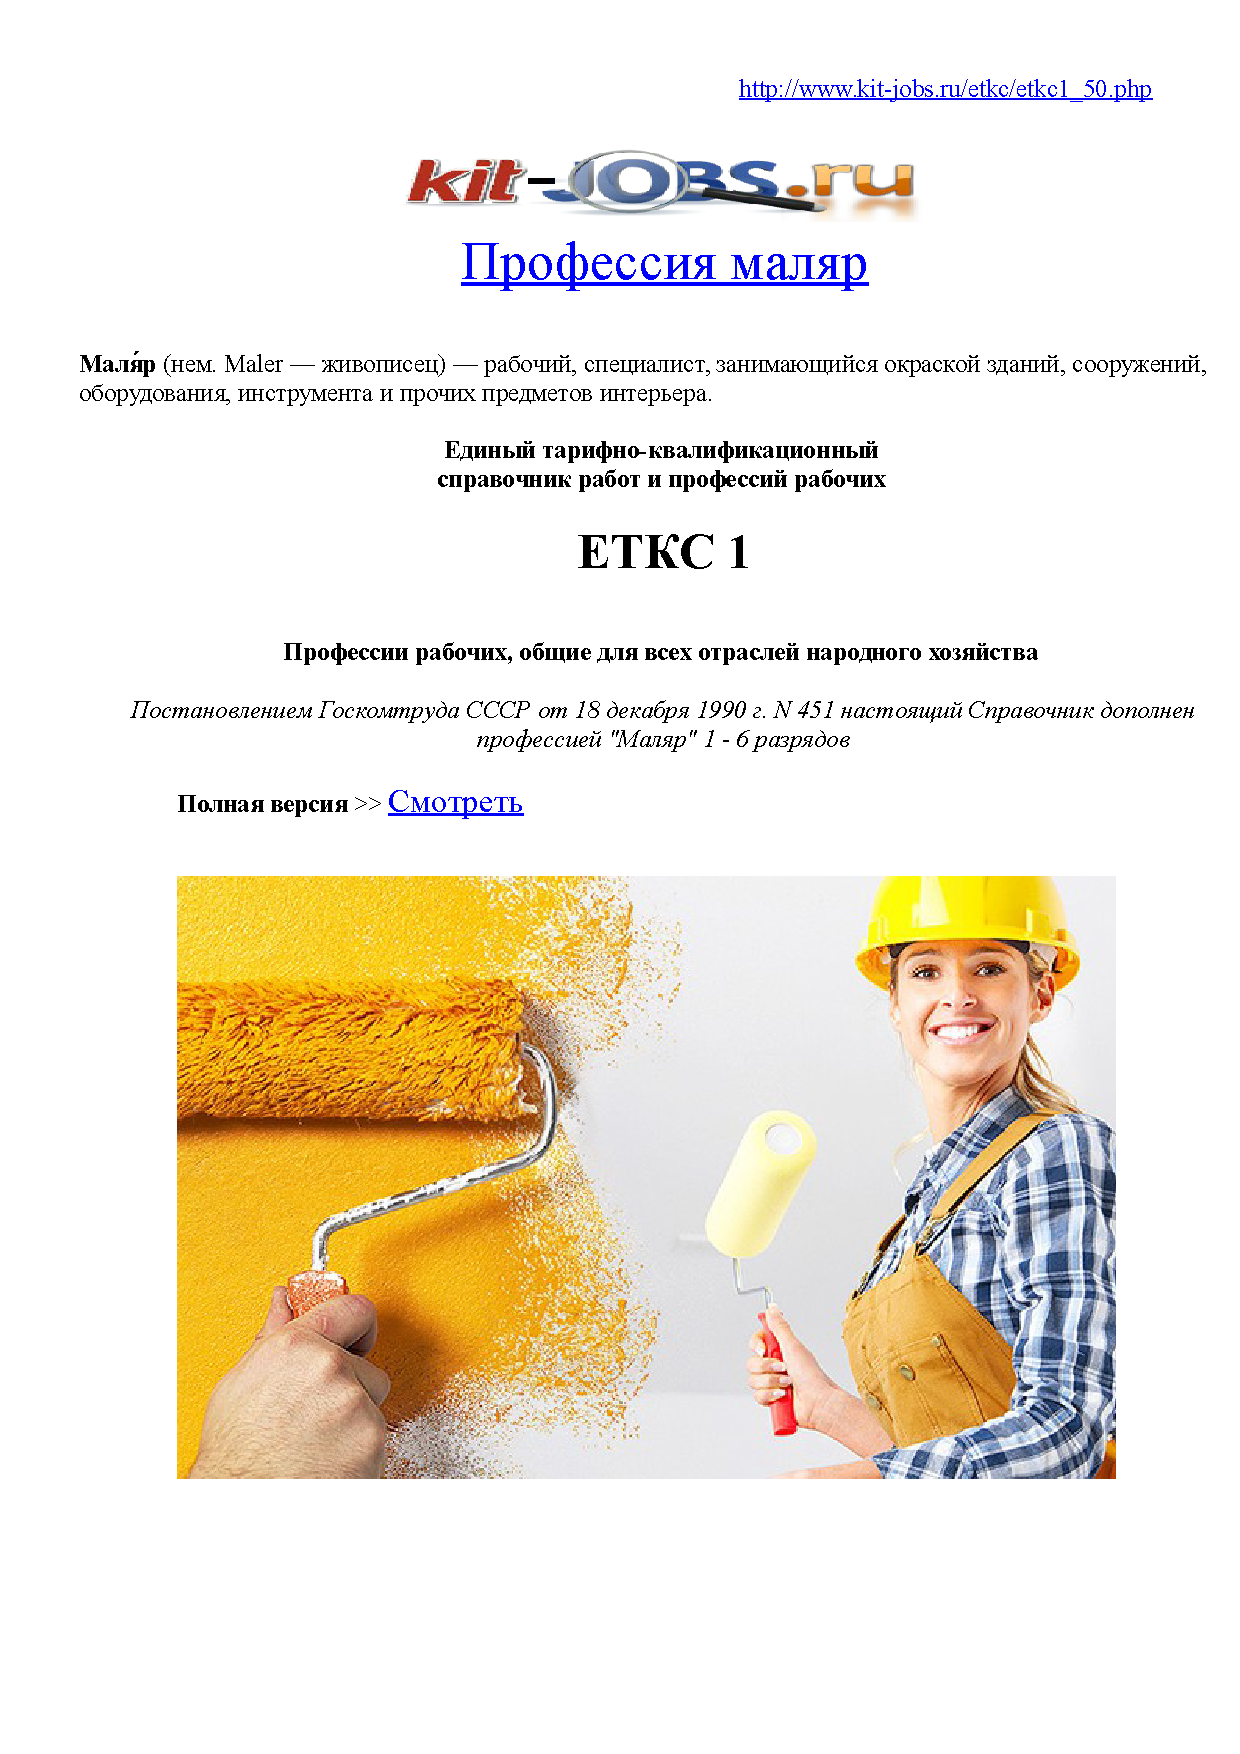 http://www.kit-jobs.ru/etkc/etkc1_50.php
kit-JOBS.ru
Профессия маляр
Маля́р (нем. Maler — живописец) — рабочий, специалист, занимающийся окраской зданий, сооружений,
оборудования, инструмента и прочих предметов интерьера.
Единый тарифно-квалификационный
справочник работ и профессий рабочих
ЕТКС 1
Профессии рабочих, общие для всех отраслей народного хозяйства
Постановлением Госкомтруда СССР от 18 декабря 1990 г. N 451 настоящий Справочник дополнен
профессией "Маляр" 1 - 6 разрядов
Полная версия >> Смотреть